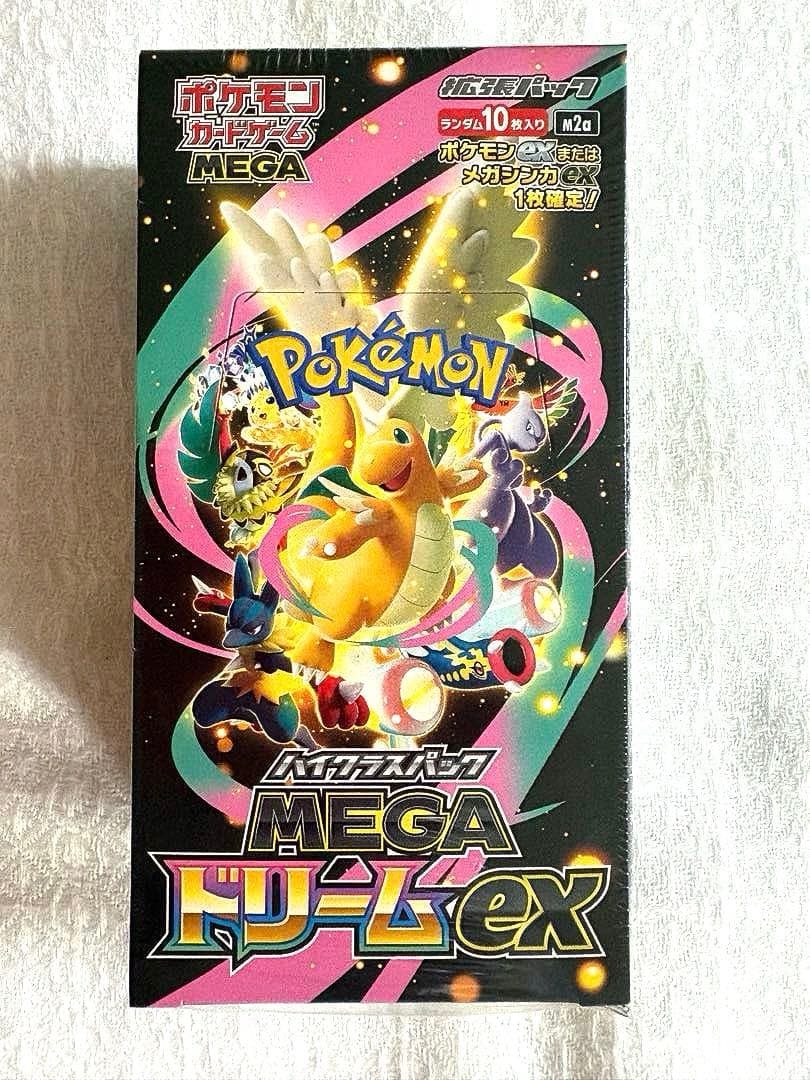 ポケモン
カードゲーム
MEGA
拡張パック
ランダム10枚入り M2a
ポケモンexまたは
メガシンカex
1枚確定!
POKÉMON
TM
ハイクラスパック
MEGA
ドリームex